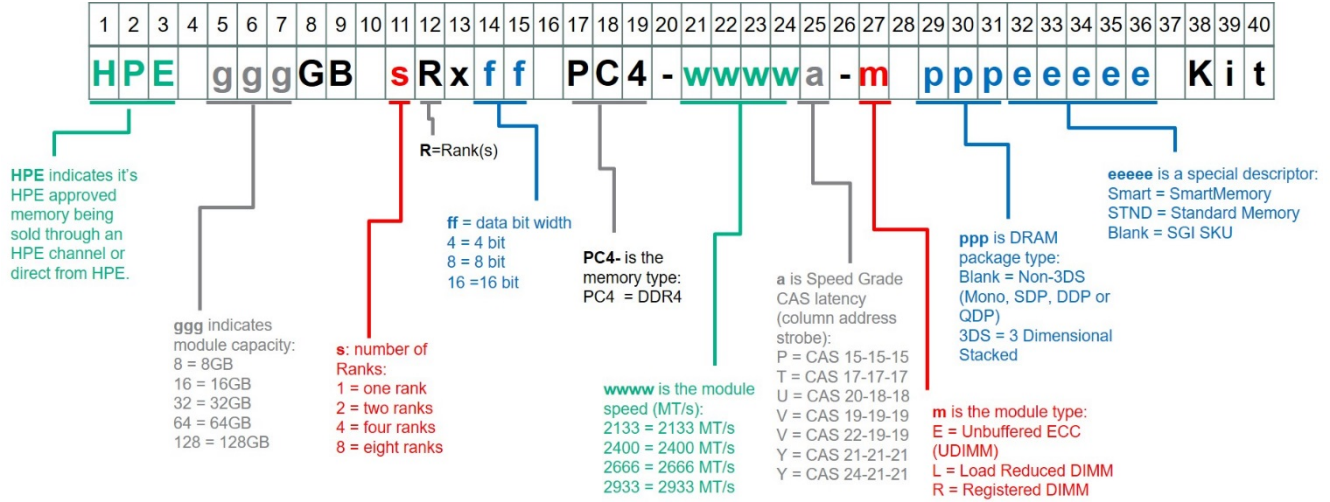 1 2 3 4 5 6 7 8 9 10 11 12 13 14 15 16 17 18 19 20 21 22 23 24 25 26 27 28 29 30 31 32 33 34 35 36 37 38 39 40
HPE gggGB sRxff PC4-wwwwa-m pppeeeee Kit
HPE indicates it's
HPE approved
memory being
sold through an
HPE channel or
direct from HPE.
ggg indicates
module capacity:
8 = 8GB
16 = 16GB
32 = 32GB
64 = 64GB
128 = 128GB
s: number of
Ranks:
1 = one rank
2 = two ranks
4 = four ranks
8 = eight ranks
R=Rank(s)
ff = data bit width
4 = 4 bit
8 = 8 bit
16 =16 bit
PC4- is the
memory type:
PC4 = DDR4
wwww is the module
speed (MT/s):
2133 = 2133 MT/s
2400 = 2400 MT/s
2666 = 2666 MT/s
2933 = 2933 MT/s
a is Speed Grade
CAS latency
(column address
strobe):
P = CAS 15-15-15
T = CAS 17-17-17
U = CAS 20-18-18
V = CAS 19-19-19
V = CAS 22-19-19
Y = CAS 21-21-21
Y = CAS 24-21-21
m is the module type:
E = Unbuffered ECC
(UDIMM)
L = Load Reduced DIMM
R = Registered DIMM
ppp is DRAM
package type:
Blank = Non-3DS
(Mono, SDP, DDP or
QDP)
3DS = 3 Dimensional
Stacked
eeeee is a special descriptor:
Smart = SmartMemory
STND = Standard Memory
Blank = SGI SKU